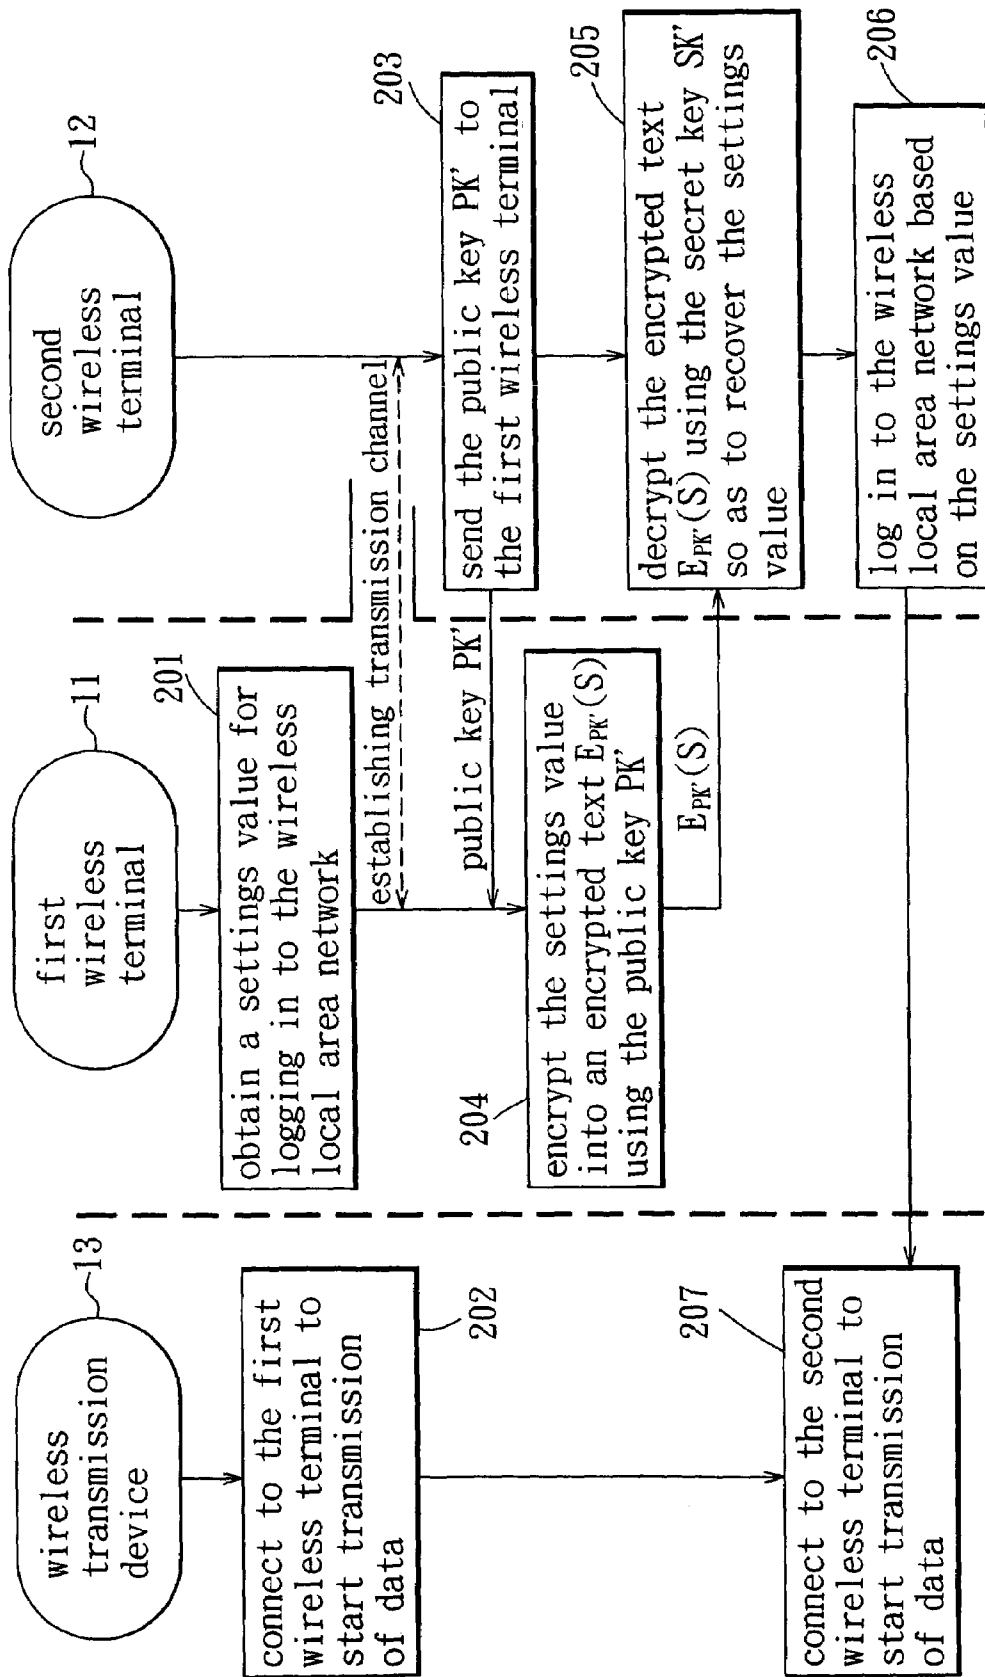 wireless
transmission
device
13
connect to the first
wireless terminal to
start transmission
of data
202
connect to the second
wireless terminal to
start transmission
of data
207
first
wireless
terminal
11
201
obtain a settings value for
logging in to the wireless
local area network
establishing transmission channel
public key PK'
204
encrypt the settings value
into an encrypted text EPK'(S)
using the public key PK'
EPK'(S)
second
wireless
terminal
12
203
send the public key PK' to
the first wireless terminal
205
decrypt the encrypted text
EPK'(S) using the secret key SK'
so as to recover the settings
value
206
log in to the wireless
local area network based
on the settings value